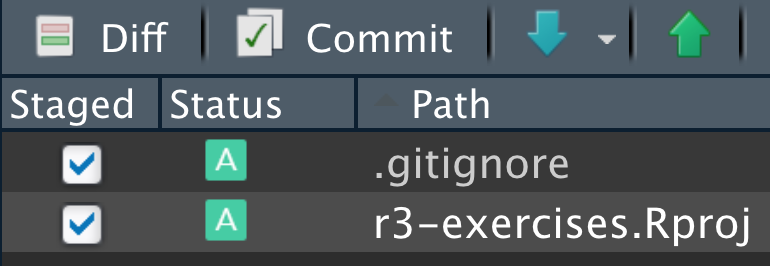 Diff Commit
Staged Status Path
A .gitignore
A r3-exercises.Rproj